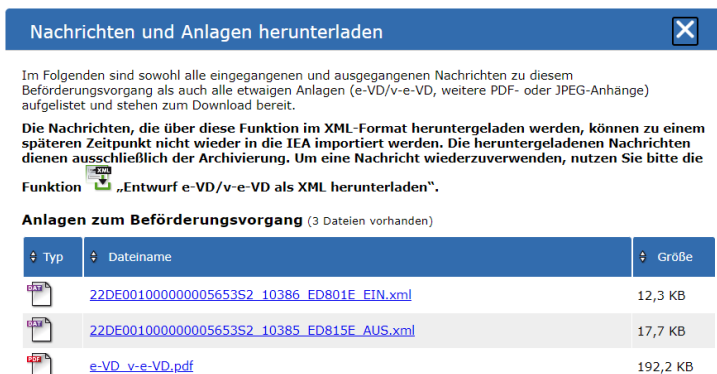 Nachrichten und Anlagen herunterladen
Im Folgenden sind sowohl alle eingegangenen und ausgegangenen Nachrichten zu diesem
Beförderungsvorgang als auch alle etwaigen Anlagen (e-VD/v-e-VD, weitere PDF- oder JPEG-Anhänge)
aufgelistet und stehen zum Download bereit.
Die Nachrichten, die über diese Funktion im XML-Format heruntergeladen werden, können zu einem
späteren Zeitpunkt nicht wieder in die IEA importiert werden. Die heruntergeladenen Nachrichten
dienen ausschließlich der Archivierung. Um eine Nachricht wiederzuverwenden, nutzen Sie bitte die
Funktion XML „Entwurf e-VD/v-e-VD als XML herunterladen“.
Anlagen zum Beförderungsvorgang (3 Dateien vorhanden)
Typ Dateiname Größe
DAT 22DE001000000005653S2_10386_ED801E_EIN.xml 12,3 KB
DAT 22DE001000000005653S2_10385_ED815E_AUS.xml 17,7 KB
PDF e-VD_v-e-VD.pdf 192,2 KB